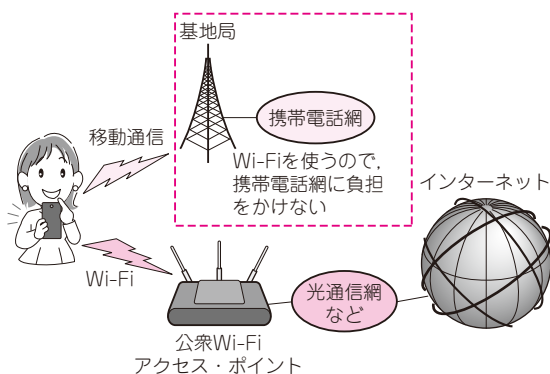 基地局
携帯電話網
移動通信
Wi-Fiを使うので,
携帯電話網に負担
をかけない
インターネット
Wi-Fi
光通信網
など
公衆Wi-Fi
アクセス・ポイント